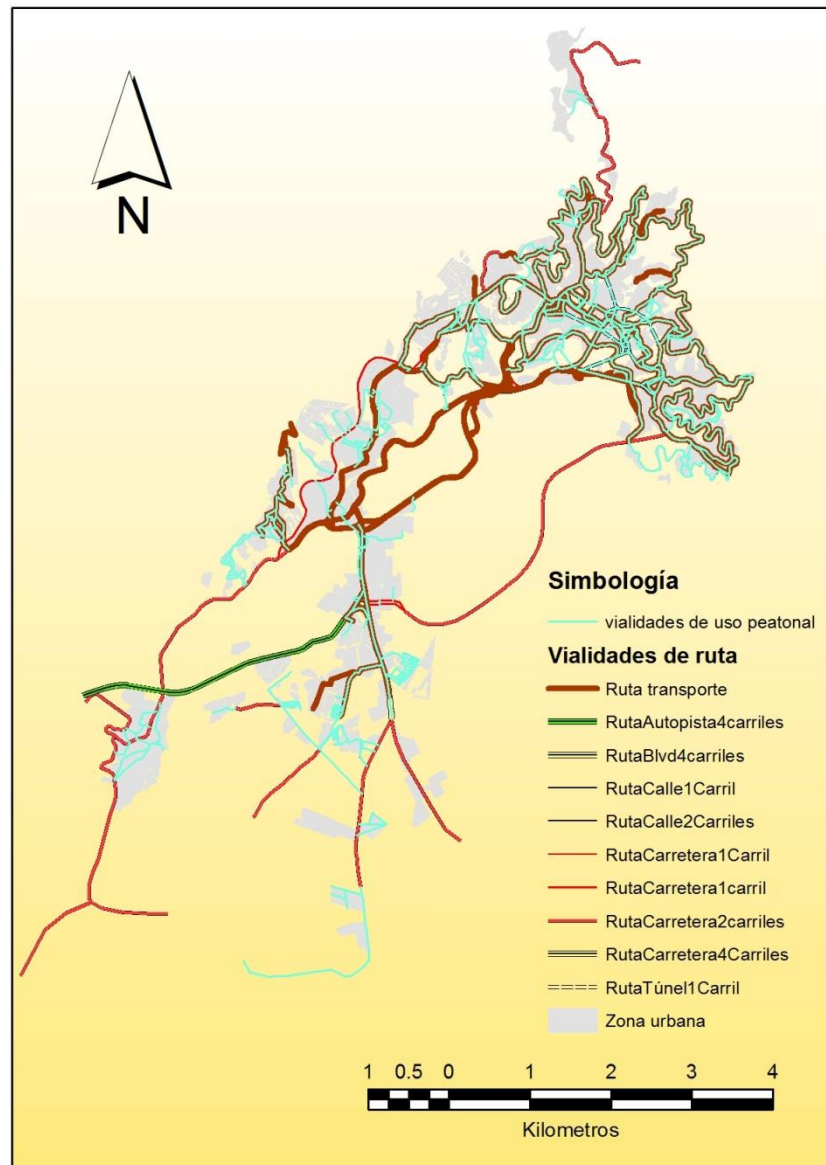 N
Simbología
vialidades de uso peatonal
Vialidades de ruta
Ruta transporte
RutaAutopista4carriles
RutaBlvd4carriles
RutaCalle1Carril
RutaCalle2Carriles
RutaCarretera1Carril
RutaCarretera1carril
RutaCarretera2carriles
RutaCarretera4Carriles
RutaTúnel1Carril
Zona urbana
1 0.5 0 1 2 3 4
Kilometros